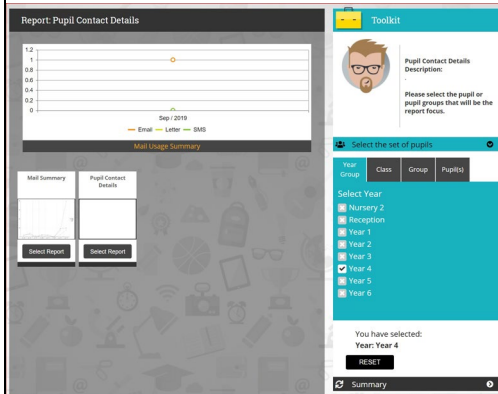 Report: Pupil Contact Details
1.2
1
0.8
0.6
0.4
0.2
0
Sep / 2019
Email Letter SMS
Mail Usage Summary
Mail Summary
Select Report
Pupil Contact
Details
Select Report
Toolkit
Pupil Contact Details
Description:
.
Please select the pupil or
pupil groups that will be the
report focus.
Select the set of pupils
Year
Group
Class
Group
Pupil(s)
Select Year
Nursery 2
Reception
Year 1
Year 2
Year 3
Year 4
Year 5
Year 6
You have selected:
Year: Year 4
RESET
Summary